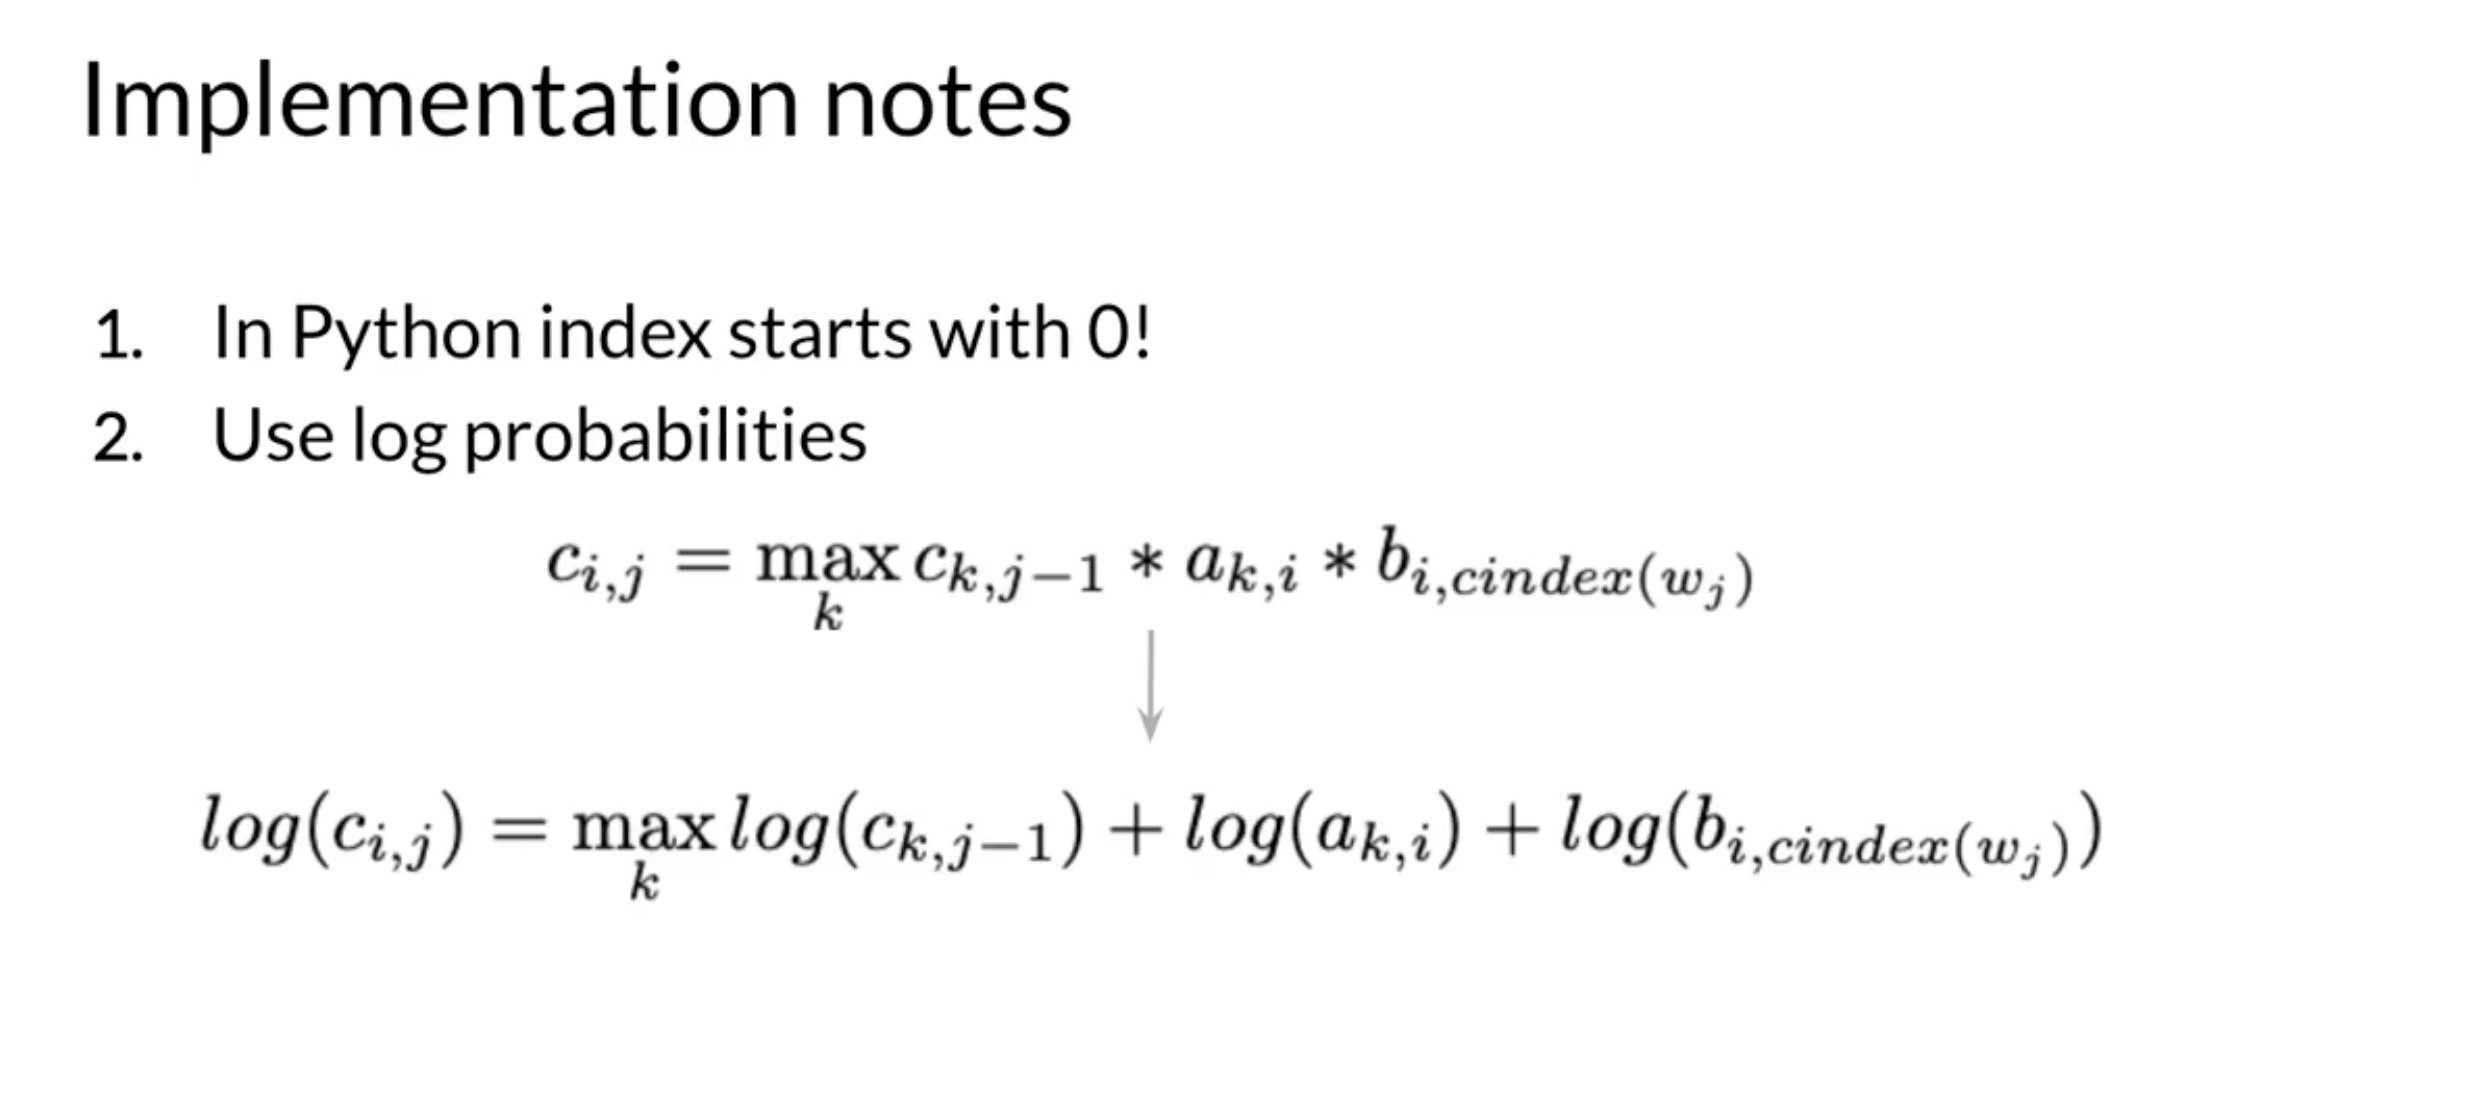 Implementation notes
1. In Python index starts with 0!
2. Use log probabilities
$c_{i,j} = \max_{k} c_{k,j-1} * a_{k,i} * b_{i,cindex(w_j)}$
$log(c_{i,j}) = \max_{k} log(c_{k,j-1}) + log(a_{k,i}) + log(b_{i,cindex(w_j)})$